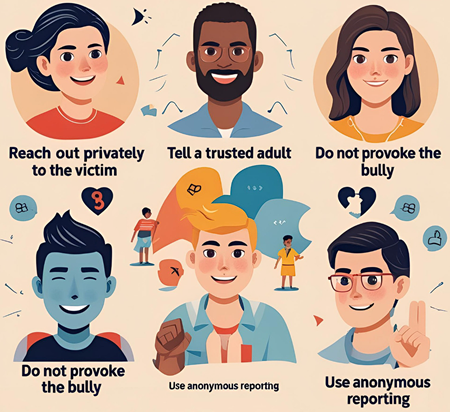 Reach out privately
to the victim
Tell a trusted adult
Do not provoke the
bully
Do not provoke
the bully
Use anonymous reporting
Use anonymous
reporting